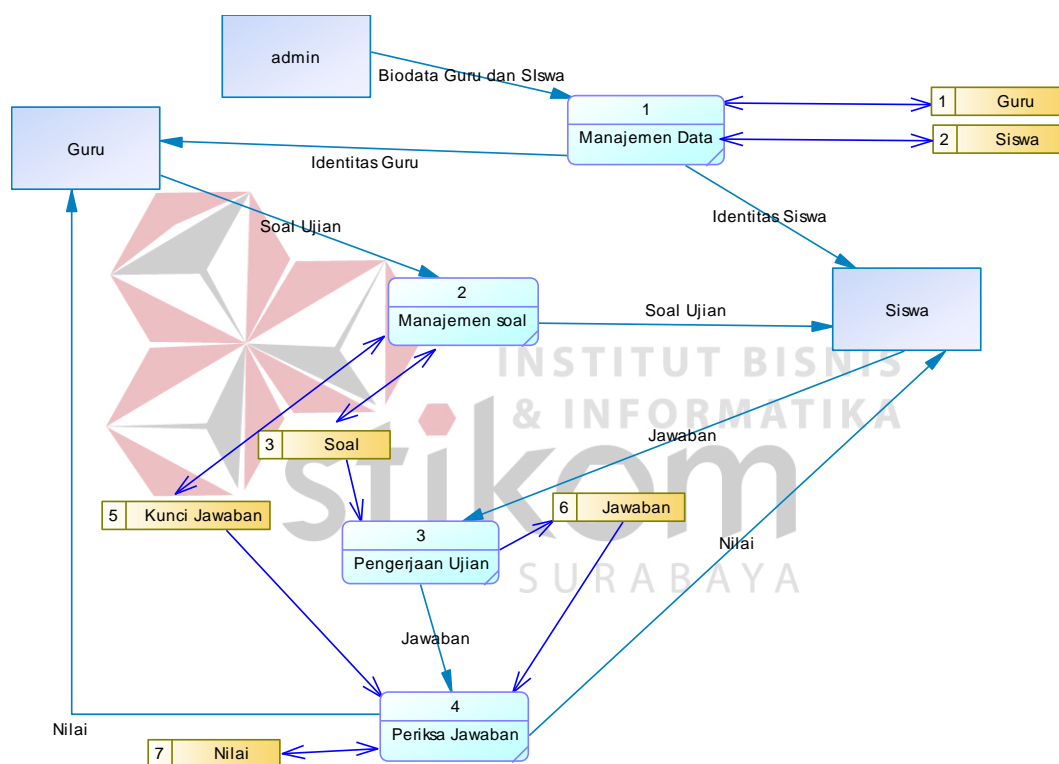 admin
Biodata Guru dan SIswa
1
Manajemen Data
1 Guru
2 Siswa
Guru
Identitas Guru
Identitas Siswa
Soal Ujian
2
Manajemen soal
Soal Ujian
Siswa
INSTITUT BISNIS
& INFORMATIKA
stikom
SURABAYA
3 Soal
Jawaban
5 Kunci Jawaban
6 Jawaban
3
Pengerjaan Ujian
Nilai
Jawaban
4
Periksa Jawaban
Nilai
7 Nilai